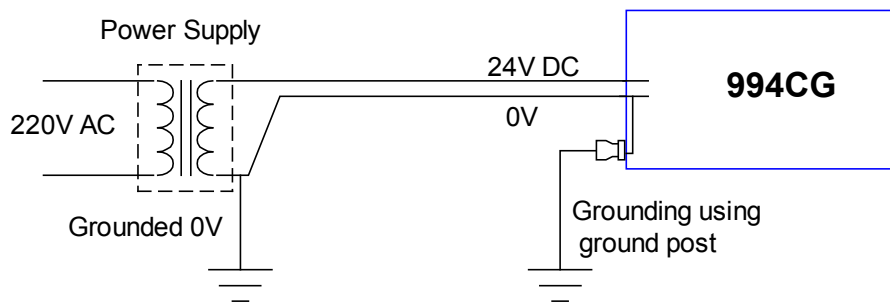 Power Supply
24V DC
994CG
220V AC
0V
Grounded 0V
Grounding using
ground post